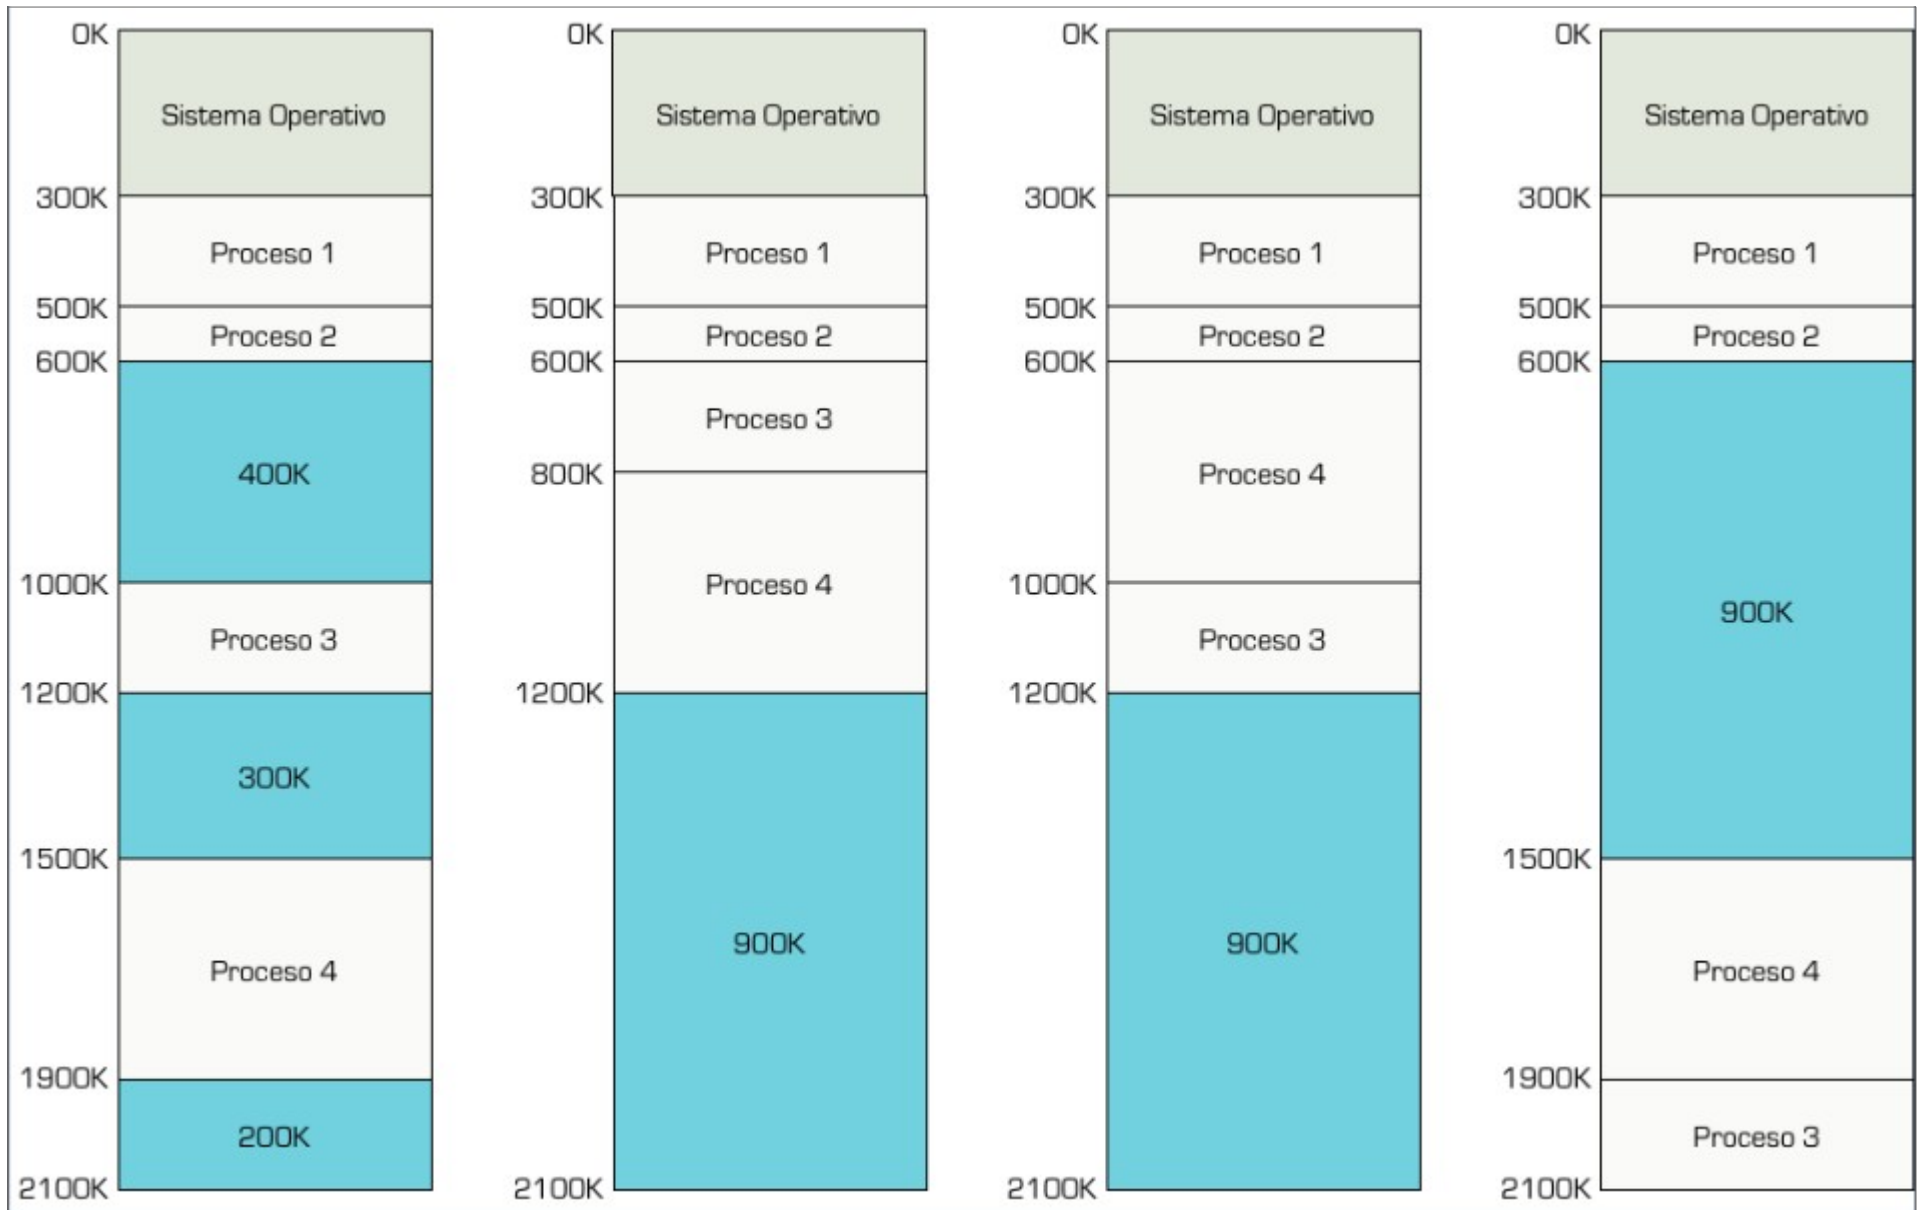 0K
Sistema Operativo
300K
Proceso 1
500K
Proceso 2
600K
400K
1000K
Proceso 3
1200K
300K
1500K
Proceso 4
1900K
200K
2100K
0K
Sistema Operativo
300K
Proceso 1
500K
Proceso 2
600K
Proceso 3
800K
Proceso 4
1200K
900K
2100K
0K
Sistema Operativo
300K
Proceso 1
500K
Proceso 2
600K
Proceso 4
1000K
Proceso 3
1200K
900K
2100K
0K
Sistema Operativo
300K
Proceso 1
500K
Proceso 2
600K
900K
1500K
Proceso 4
1900K
Proceso 3
2100K